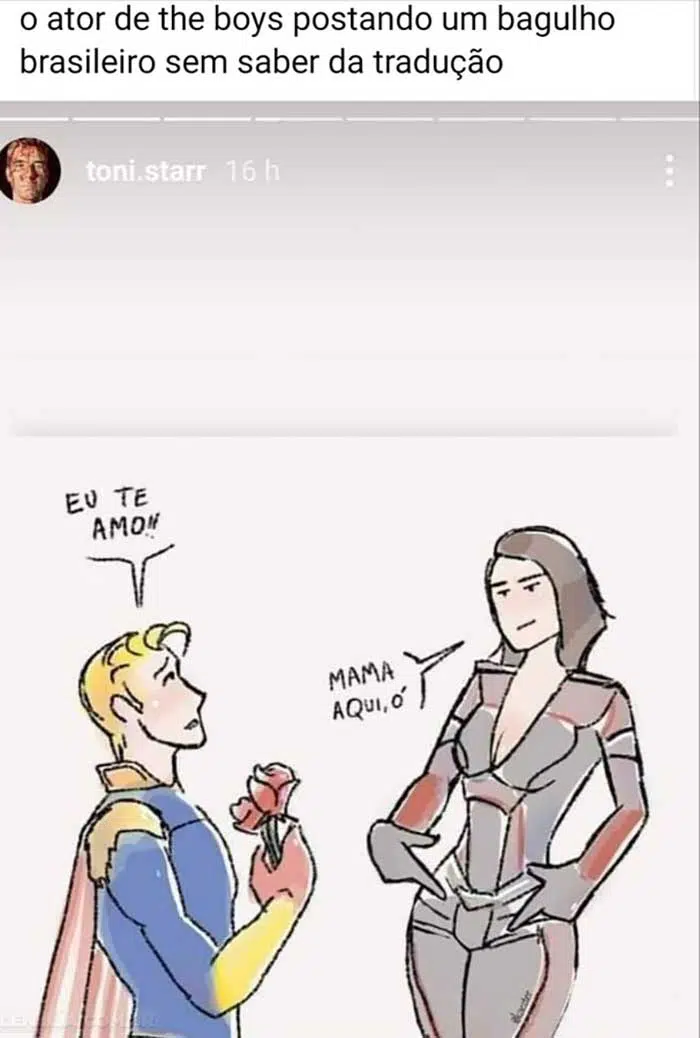 o ator de the boys postando um bagulho
brasileiro sem saber da tradução
toni.starr 16 h
EU TE
AMO!!
MAMA
AQUI, Ó